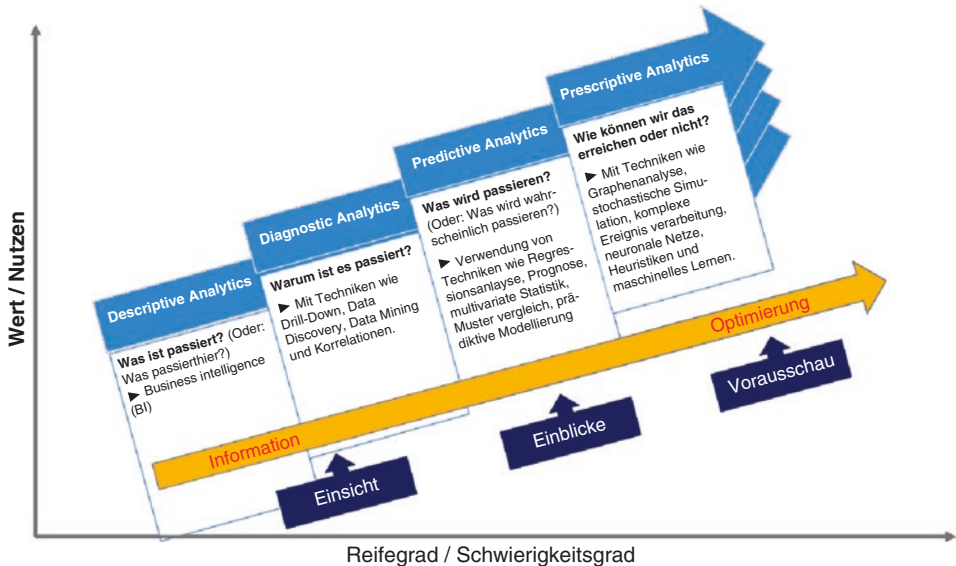 Wert / Nutzen
Descriptive Analytics
Was ist passiert? (Oder:
Was passierthier?)
► Business intelligence
(BI)
Diagnostic Analytics
Warum ist es passiert?
► Mit Techniken wie
Drill-Down, Data
Discovery, Data Mining
und Korrelationen.
Predictive Analytics
Was wird passieren?
(Oder: Was wird wahr-
scheinlich passieren?)
► Verwendung von
Techniken wie Regres-
sionsanlayse, Prognose,
multivariate Statistik,
Muster vergleich, prä-
diktive Modellierung
Prescriptive Analytics
Wie können wir das
erreichen oder nicht?
► Mit Techniken wie
Graphenanalyse,
stochastische Simu-
lation, komplexe
Ereignis verarbeitung,
neuronale Netze,
Heuristiken und
maschinelles Lernen.
Information
Optimierung
Einsicht
Einblicke
Vorausschau
Reifegrad / Schwierigkeitsgrad